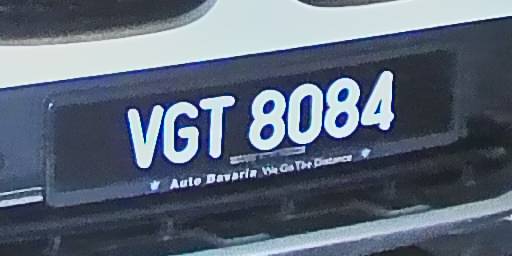 VGT 8084
Auto Bavaria We Go The Distance